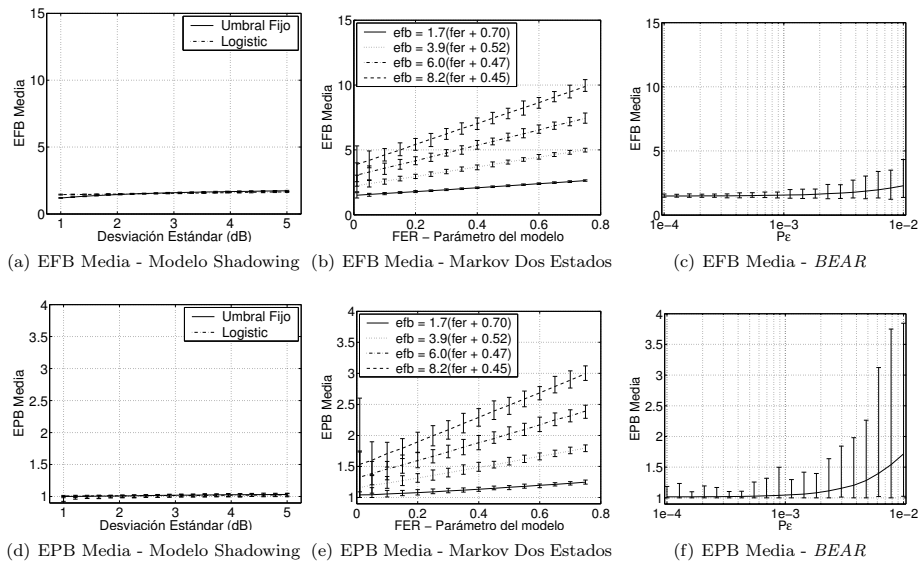 15
10
5
0
EFB Media
1
2
3
4
5
Desviación Estándar (dB)
Umbral Fijo
Logistic
(a) EFB Media - Modelo Shadowing
15
10
5
0
EFB Media
0
0.2
0.4
0.6
0.8
FER − Parámetro del modelo
efb = 1.7(fer + 0.70)
efb = 3.9(fer + 0.52)
efb = 6.0(fer + 0.47)
efb = 8.2(fer + 0.45)
(b) EFB Media - Markov Dos Estados
15
10
5
0
EFB Media
1e−4
1e−3
1e−2
Pε
(c) EFB Media - BEAR
4
3.5
3
2.5
2
1.5
1
EPB Media
1
2
3
4
5
Desviación Estándar (dB)
Umbral Fijo
Logistic
(d) EPB Media - Modelo Shadowing
4
3.5
3
2.5
2
1.5
1
EPB Media
0
0.2
0.4
0.6
0.8
FER − Parámetro del modelo
efb = 1.7(fer + 0.70)
efb = 3.9(fer + 0.52)
efb = 6.0(fer + 0.47)
efb = 8.2(fer + 0.45)
(e) EPB Media - Markov Dos Estados
4
3.5
3
2.5
2
1.5
1
EPB Media
1e−4
1e−3
1e−2
Pε
(f) EPB Media - BEAR